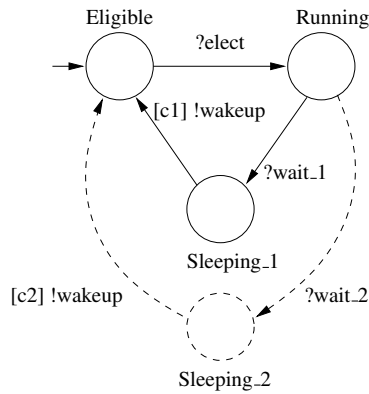 Eligible
Running
?elect
[c1] !wakeup
?wait_1
Sleeping_1
[c2] !wakeup
?wait_2
Sleeping_2